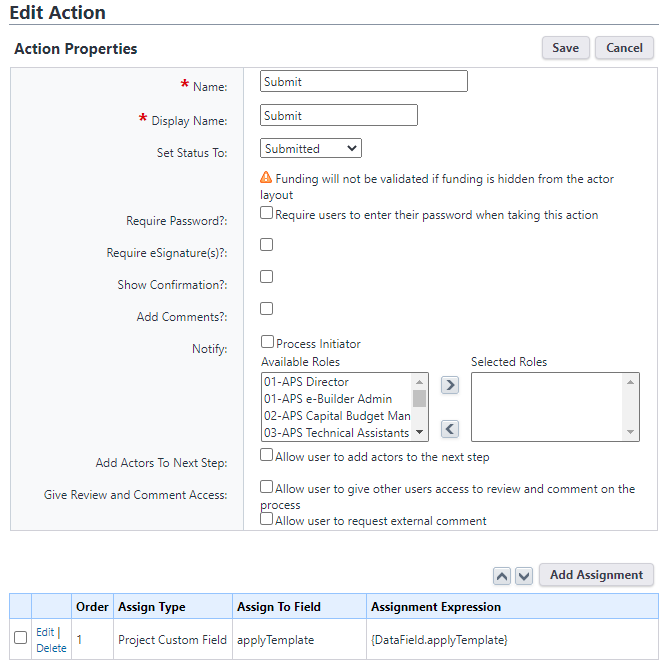 Edit Action
Action Properties
Save
Cancel
* Name:
Submit
* Display Name:
Submit
Set Status To:
Submitted
Funding will not be validated if funding is hidden from the actor
layout
Require Password?:
Require users to enter their password when taking this action
Require eSignature(s)?:
Show Confirmation?:
Add Comments?:
Notify:
Process Initiator
Available Roles
Selected Roles
01-APS Director
01-APS e-Builder Admin
02-APS Capital Budget Man
03-APS Technical Assistants
Add Actors To Next Step:
Allow user to add actors to the next step
Give Review and Comment Access:
Allow user to give other users access to review and comment on the
process
Allow user to request external comment
Add Assignment
Order Assign Type Assign To Field Assignment Expression
Edit |
Delete
1 Project Custom Field applyTemplate {DataField.applyTemplate}